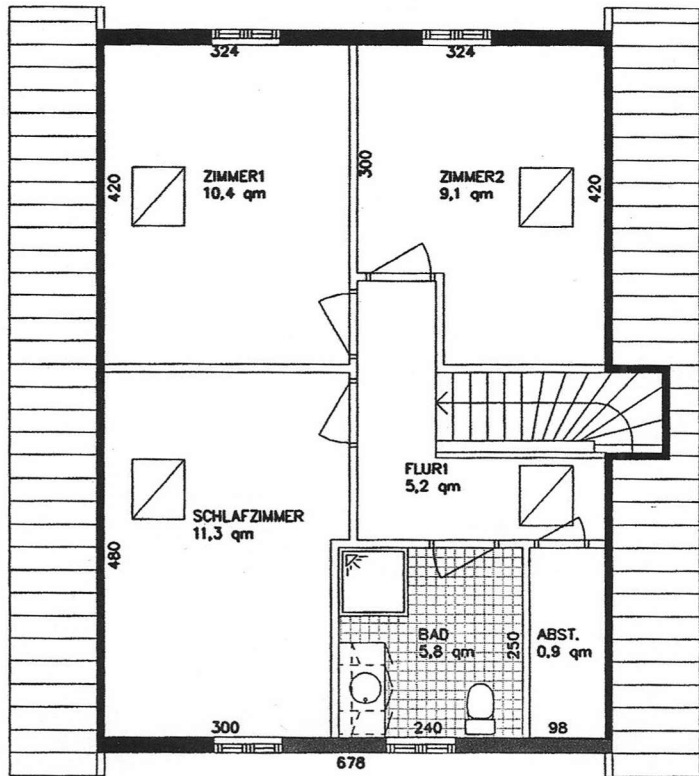 324
324
ZIMMER1
10,4 qm
420
300
ZIMMER2
9,1 qm
420
FLUR1
5,2 qm
SCHLAFZIMMER
11,3 qm
480
BAD
5,8 qm
250
ABST.
0,9 qm
300
240
98
678